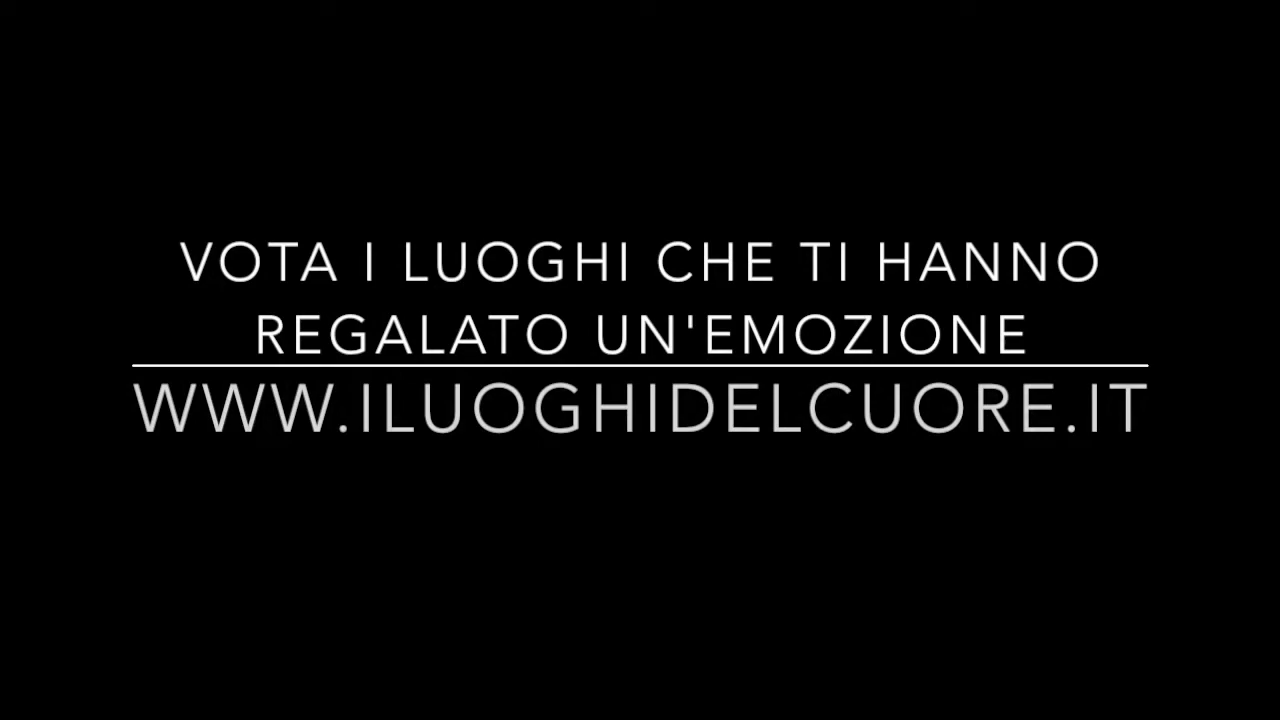 VOTA I LUOGHI CHE TI HANNO
REGALATO UN'EMOZIONE
WWW.ILUOGHIDELCUORE.IT